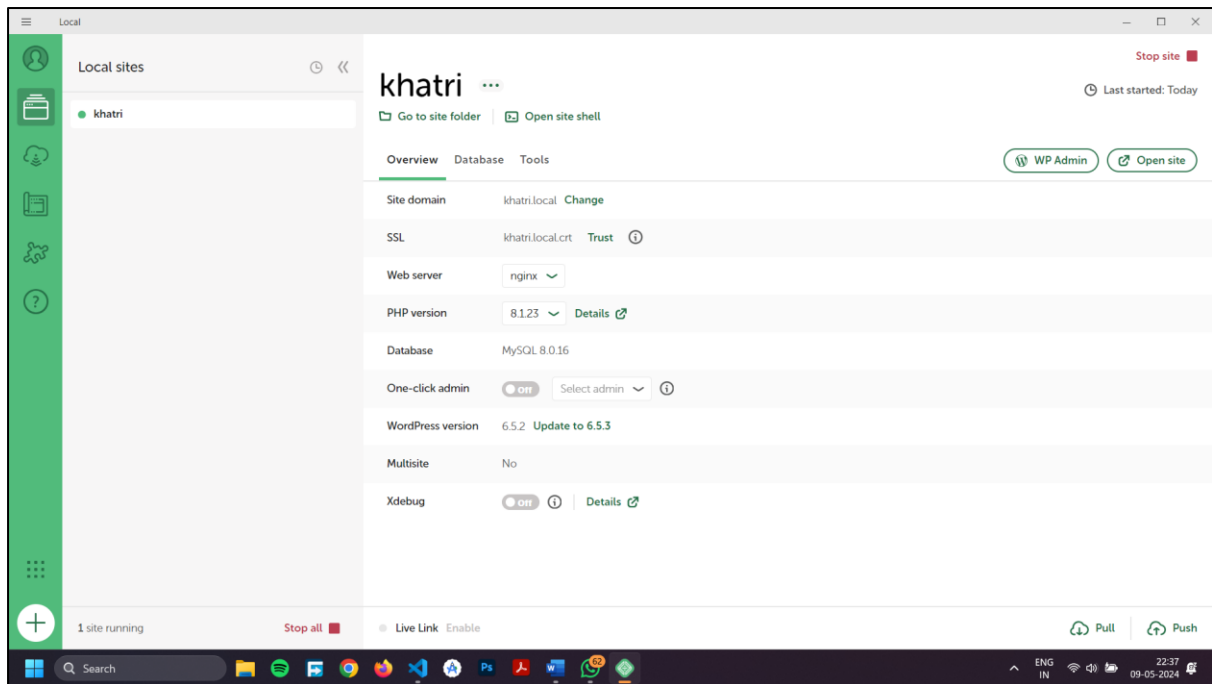 Local
Local sites
khatri
khatri ...
Go to site folder
Open site shell
Stop site
Last started: Today
Overview Database Tools
WP Admin
Open site
Site domain khatri.local Change
SSL khatri.local.crt Trust
Web server nginx
PHP version 8.1.23 Details
Database MySQL 8.0.16
One-click admin Off Select admin
WordPress version 6.5.2 Update to 6.5.3
Multisite No
Xdebug Off Details
1 site running Stop all
Live Link Enable
Pull Push
Search
Ps
W
62
ENG
IN
22:37
09-05-2024